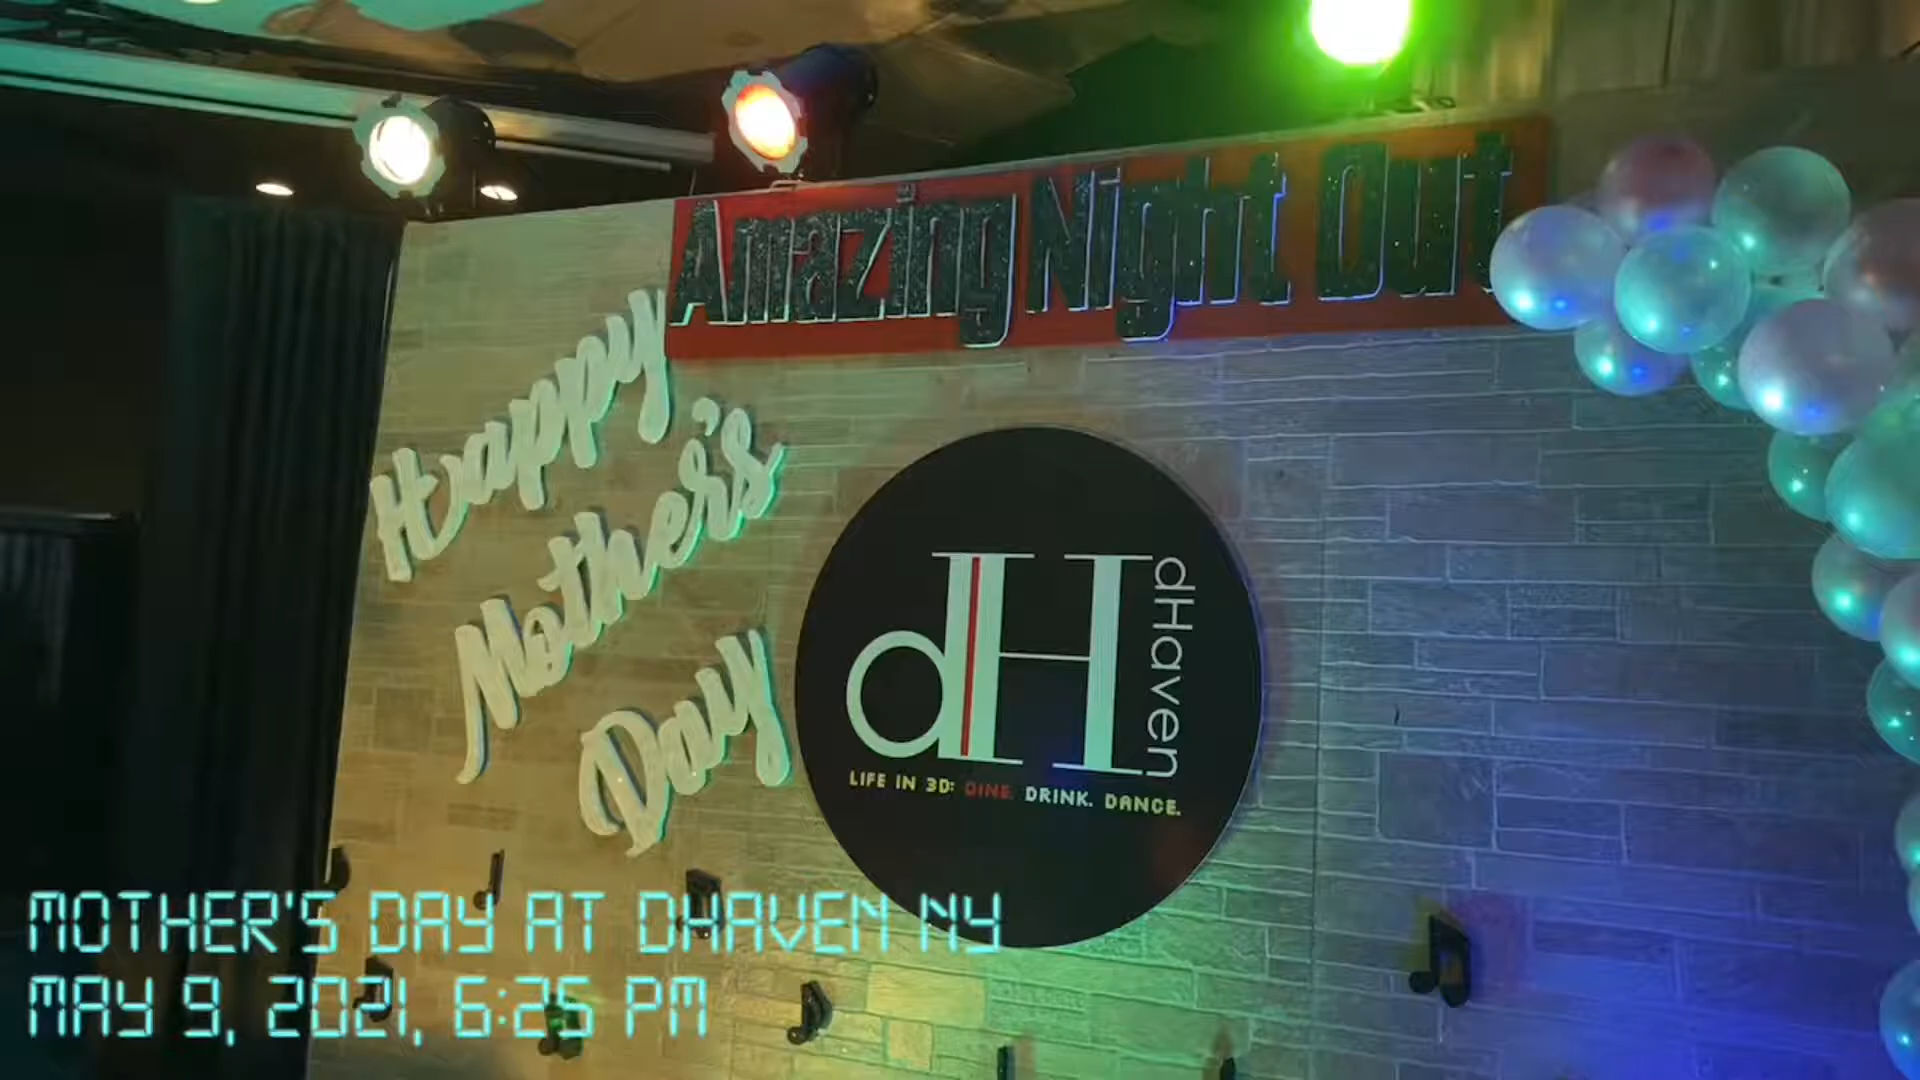 Amazing Night Out
Happy
Mother's
Day
dH
dHaven
LIFE IN 3D: DINE. DRINK. DANCE.
MOTHER'S DAY AT DHAVEN NY
MAY 9, 2021, 6:25 PM